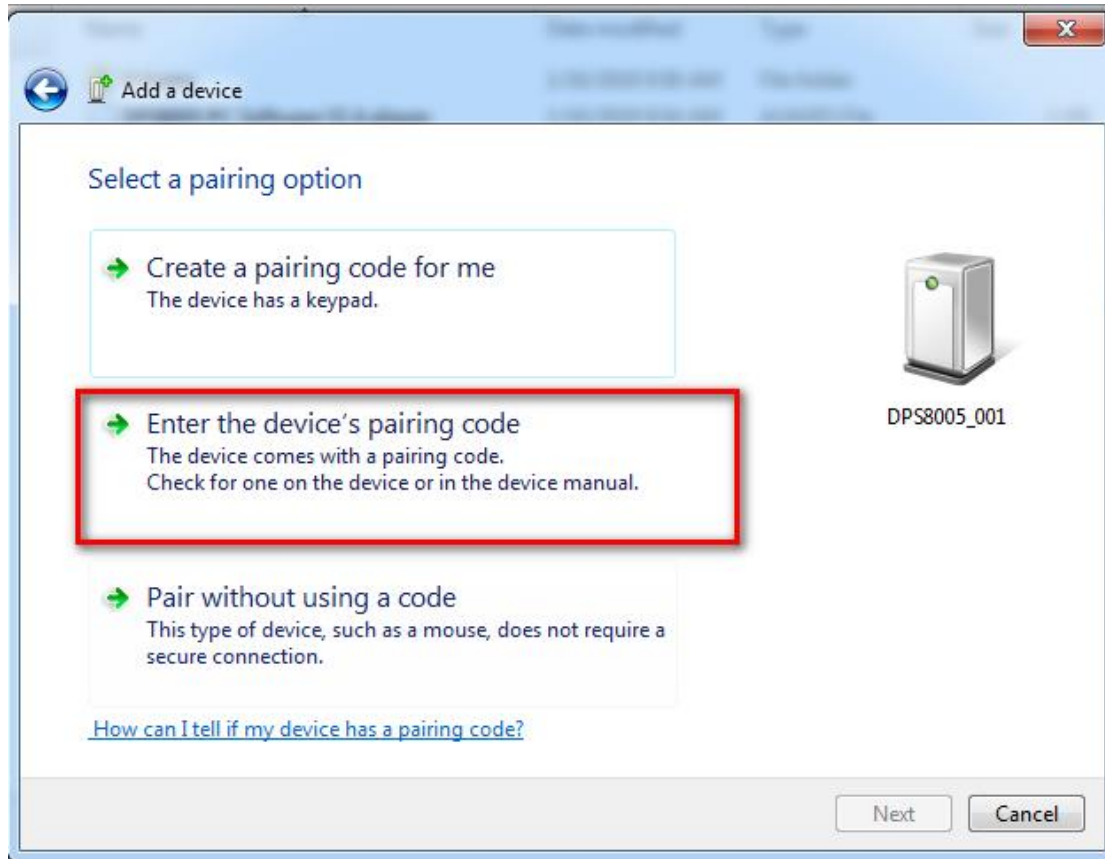 Add a device
Select a pairing option
Create a pairing code for me
The device has a keypad.
Enter the device's pairing code
The device comes with a pairing code.
Check for one on the device or in the device manual.
DPS8005_001
Pair without using a code
This type of device, such as a mouse, does not require a
secure connection.
How can I tell if my device has a pairing code?
Next
Cancel